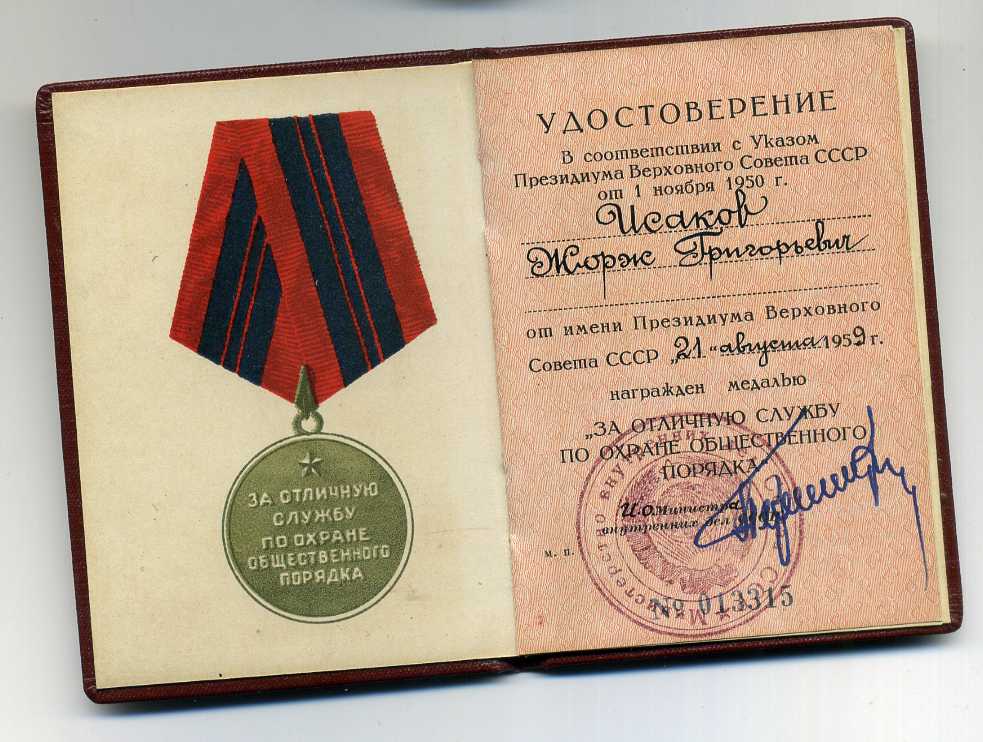 ЗА ОТЛИЧНУЮ
СЛУЖБУ
ПО ОХРАНЕ
ОБЩЕСТВЕННОГО
ПОРЯДКА
УДОСТОВЕРЕНИЕ
В соответствии с Указом
Президиума Верховного Совета СССР
от 1 ноября 1950 г.
Исаков
Жорж Григорьевич
от имени Президиума Верховного
Совета СССР „21" августа 1959 г.
награжден медалью
„ЗА ОТЛИЧНУЮ СЛУЖБУ
ПО ОХРАНЕ ОБЩЕСТВЕННОГО
ПОРЯДКА"
И.о. Министра
внутренних дел
м. п.
№ 013315